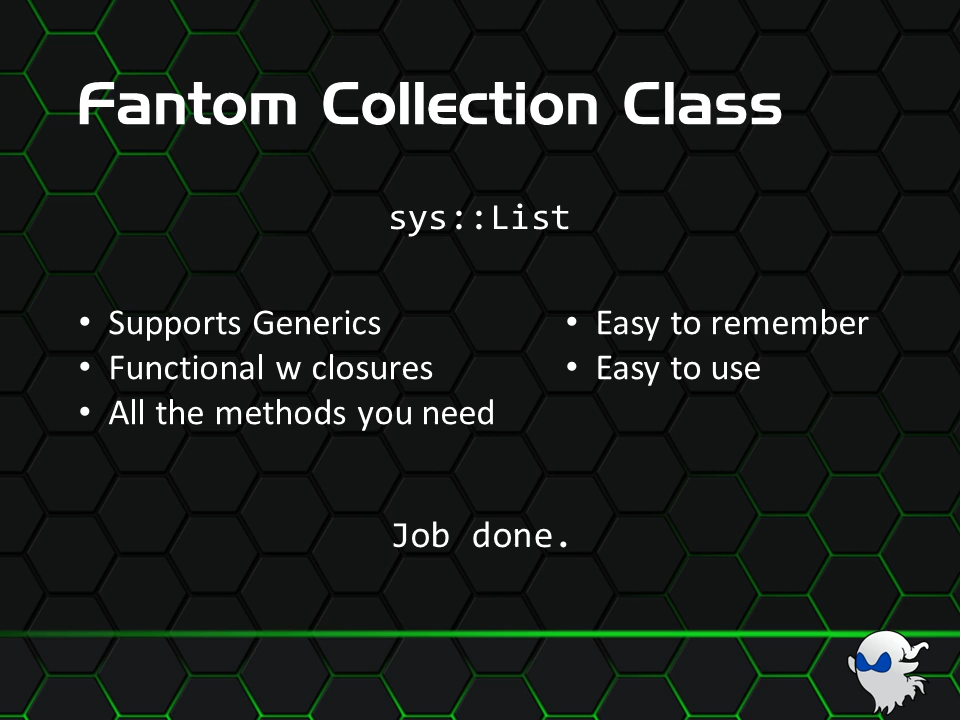 Fantom Collection Class
sys::List
• Supports Generics
• Functional w closures
• All the methods you need
• Easy to remember
• Easy to use
Job done.